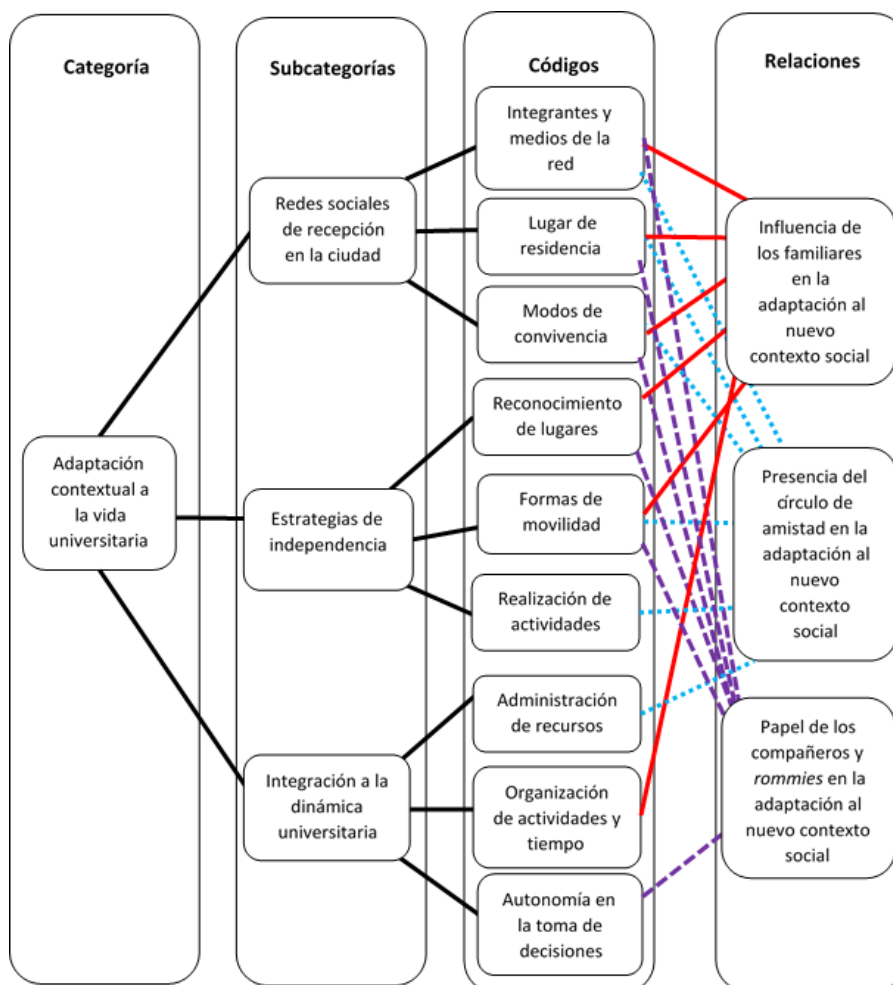 Categoría
Subcategorías
Códigos
Relaciones
Adaptación
contextual a
la vida
universitaria
Redes sociales
de recepción
en la ciudad
Estrategias de
independencia
Integración a la
dinámica
universitaria
Integrantes y
medios de la
red
Lugar de
residencia
Modos de
convivencia
Reconocimiento
de lugares
Formas de
movilidad
Realización de
actividades
Administración
de recursos
Organización
de actividades y
tiempo
Autonomía en
la toma de
decisiones
Influencia de
los familiares
en la
adaptación al
nuevo
contexto social
Presencia del
círculo de
amistad en la
adaptación al
nuevo
contexto
social
Papel de los
compañeros y
rommies en la
adaptación al
nuevo contexto
social